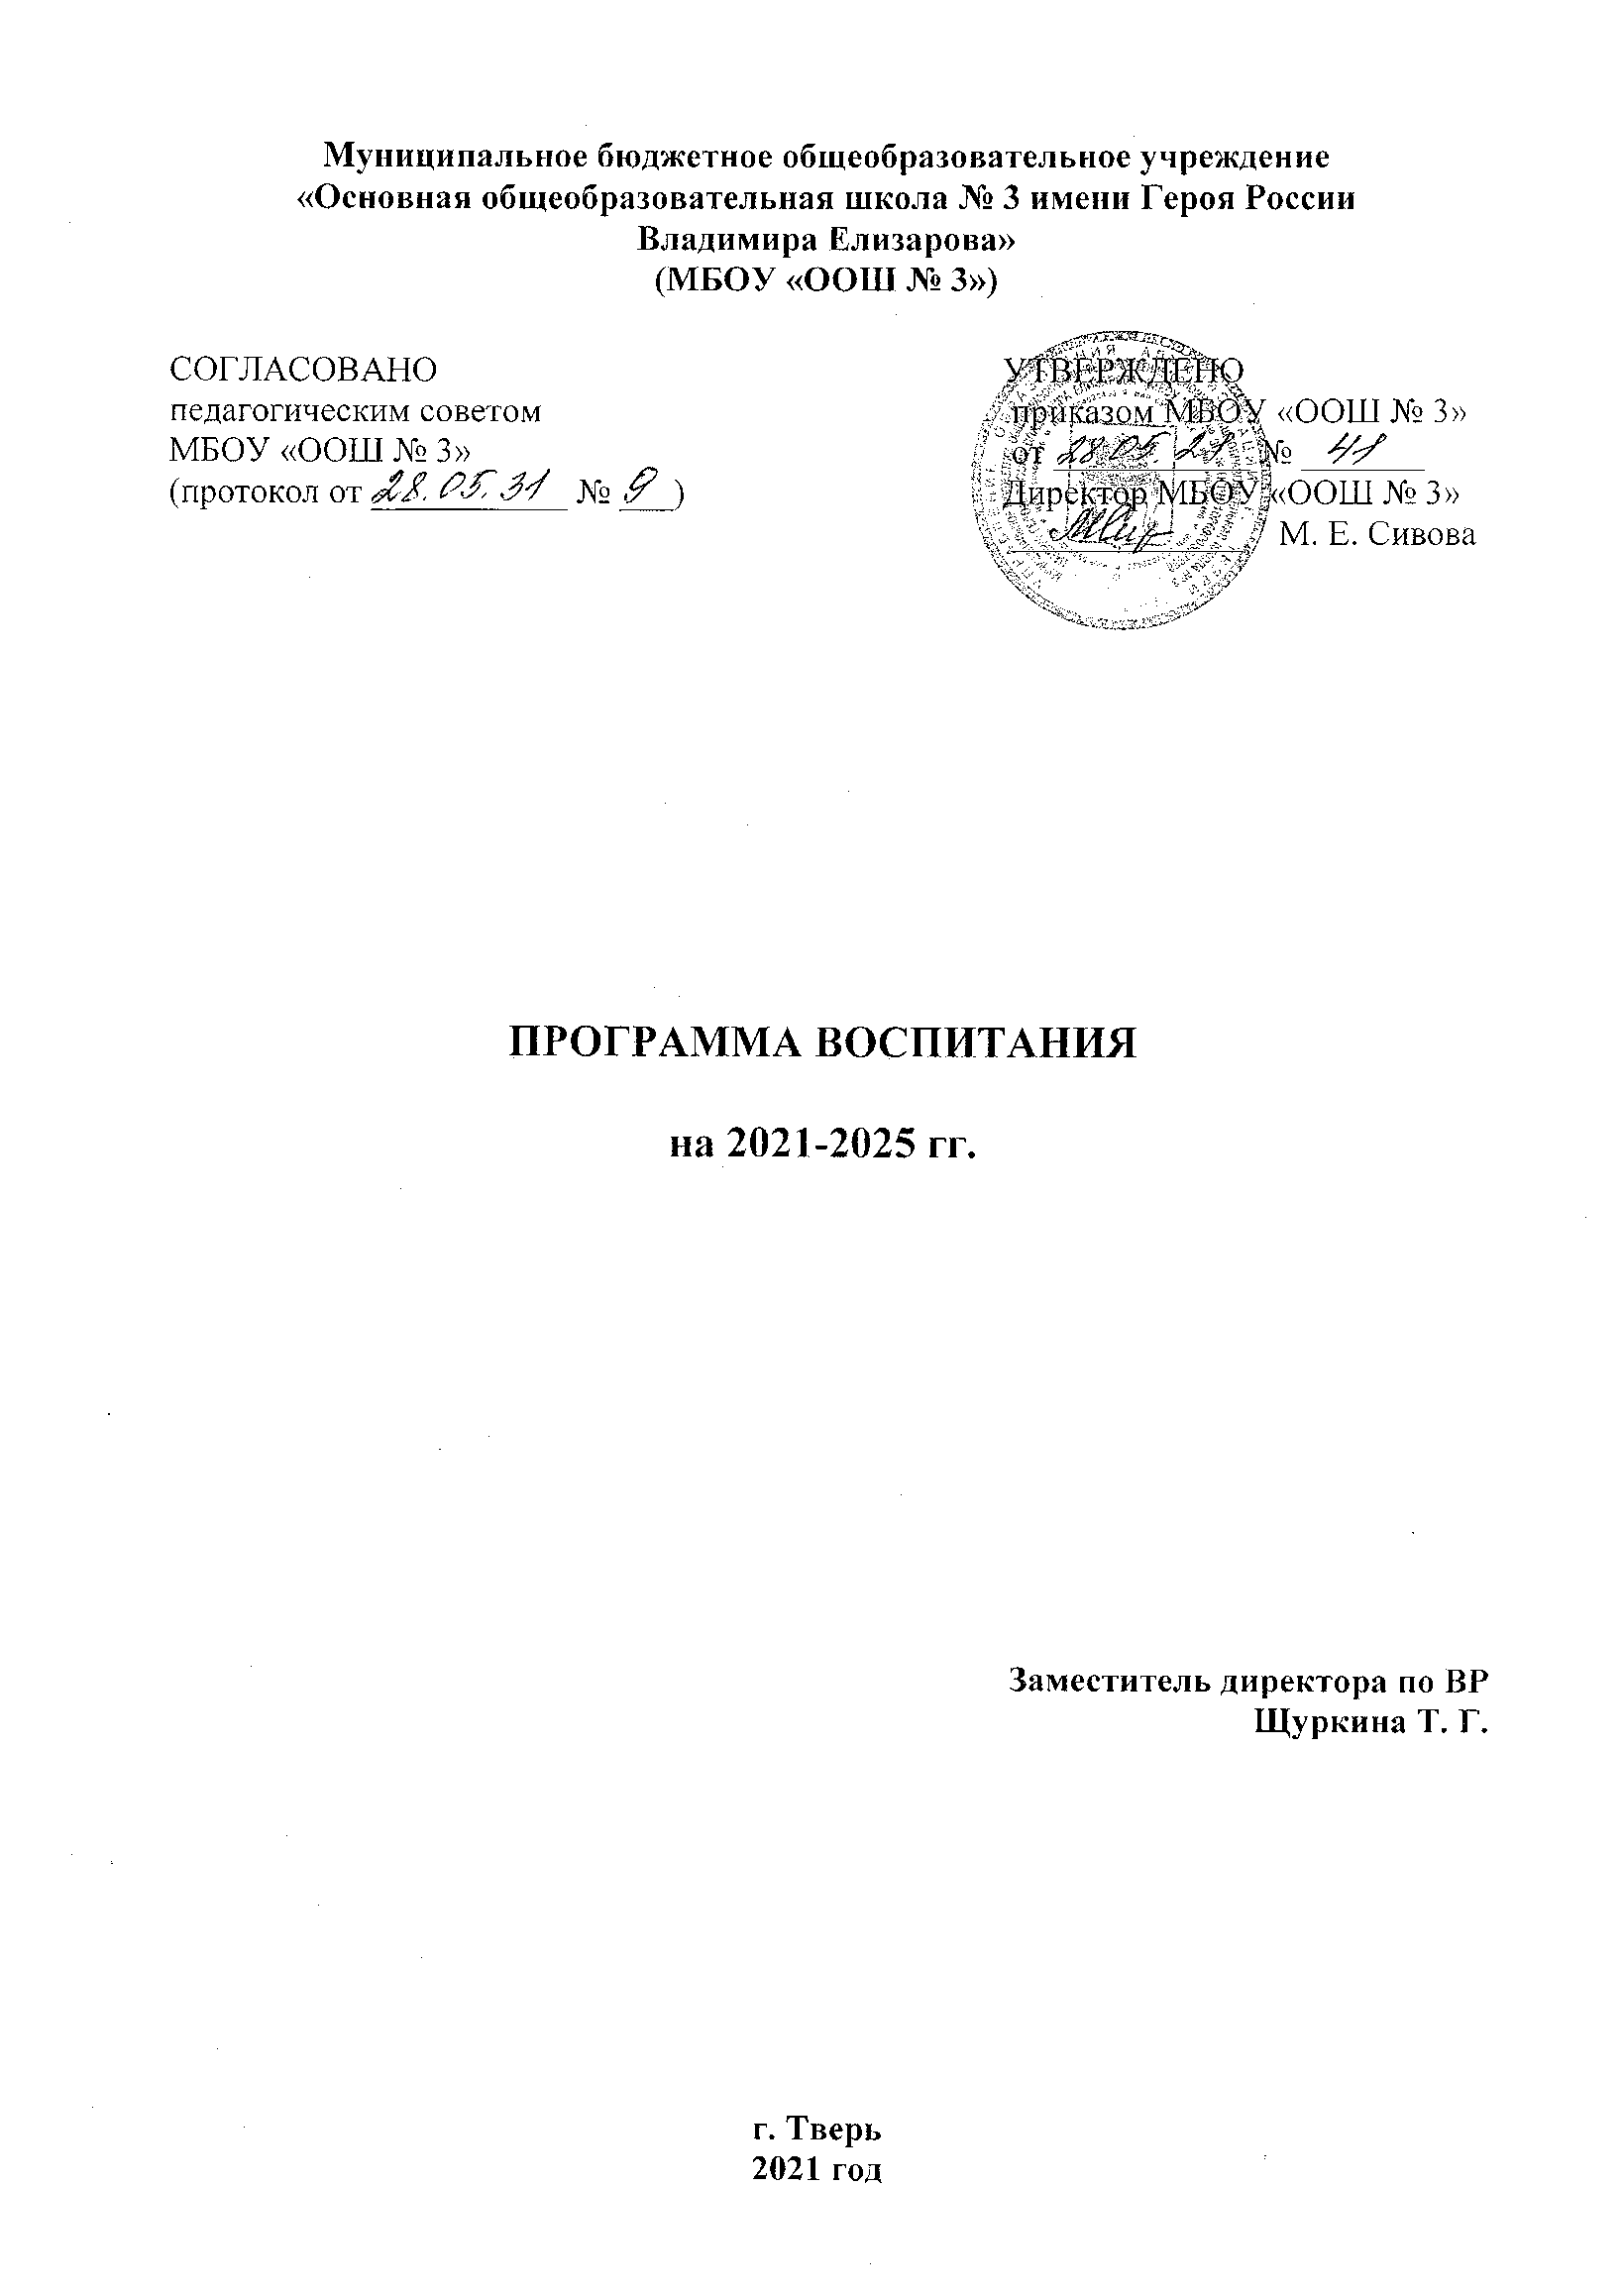 Муниципальное бюджетное общеобразовательное учреждение
«Основная общеобразовательная школа № 3 имени Героя России
Владимира Елизарова»
(МБОУ «ООШ № 3»)
СОГЛАСОВАНО
педагогическим советом
МБОУ «ООШ № 3»
(протокол от 28.05.31 № 9)
УТВЕРЖДЕНО
приказом МБОУ «ООШ № 3»
от 28.05.21 № 41
Директор МБОУ «ООШ № 3»
М. Е. Сивова
ПРОГРАММА ВОСПИТАНИЯ
на 2021-2025 гг.
Заместитель директора по ВР
Щуркина Т. Г.
г. Тверь
2021 год